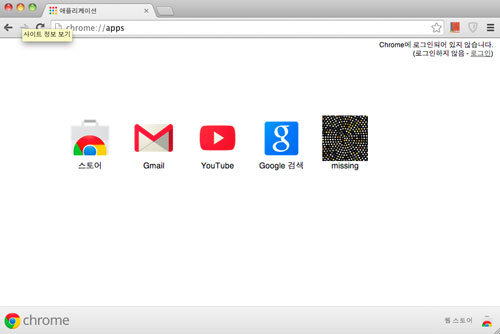 애플리케이션
chrome://apps
사이트 정보 보기
Chrome에 로그인되어 있지 않습니다.
(로그인하지 않음 - 로그인)
스토어
Gmail
YouTube
Google 검색
missing
chrome
웹 스토어